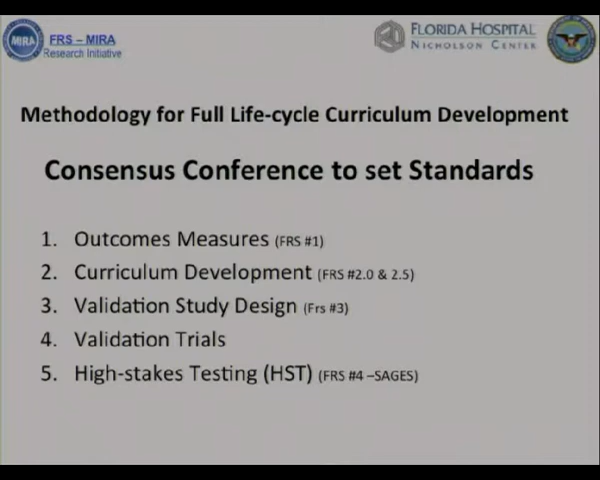 MIRA
FRS – MIRA
Research Initiative
FLORIDA HOSPITAL
NICHOLSON CENTER
Methodology for Full Life-cycle Curriculum Development
Consensus Conference to set Standards
1. Outcomes Measures (FRS #1)
2. Curriculum Development (FRS #2.0 & 2.5)
3. Validation Study Design (Frs #3)
4. Validation Trials
5. High-stakes Testing (HST) (FRS #4 –SAGES)